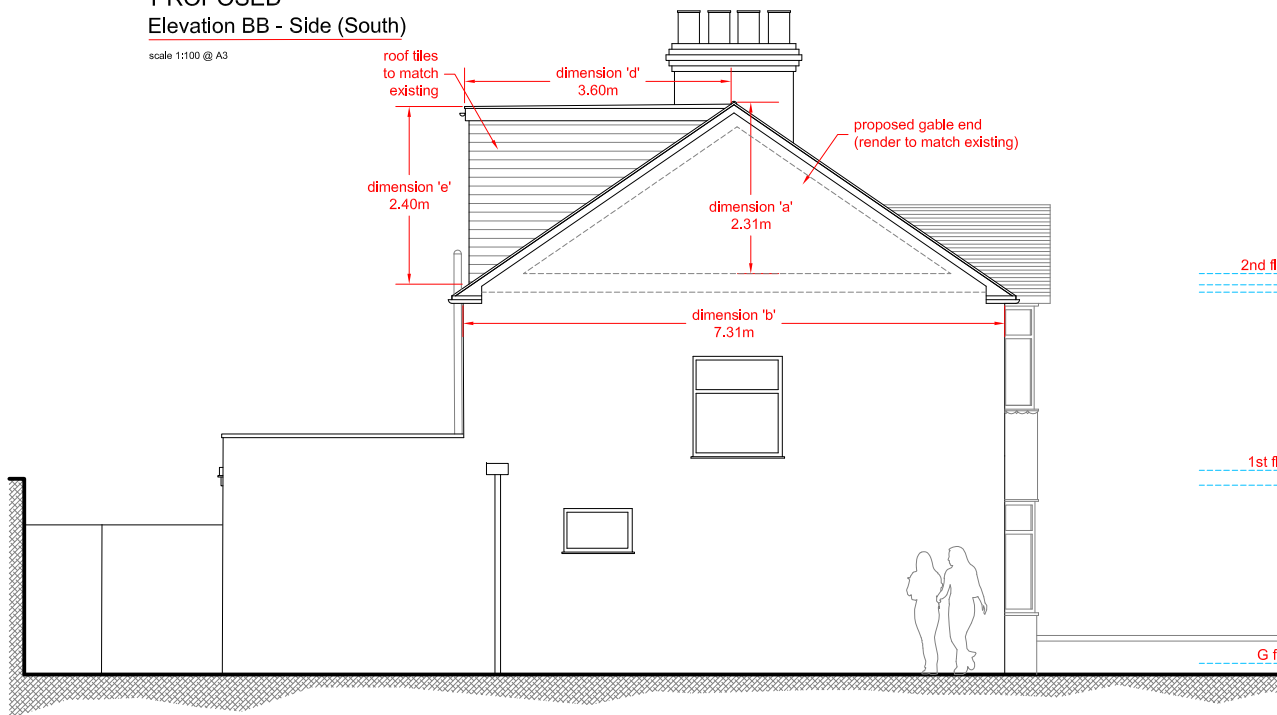 PROPOSED
Elevation BB - Side (South)
scale 1:100 @ A3
roof tiles
to match
existing
dimension 'd'
3.60m
proposed gable end
(render to match existing)
dimension 'e'
2.40m
dimension 'a'
2.31m
dimension 'b'
7.31m
2nd fl
1st fl
G f